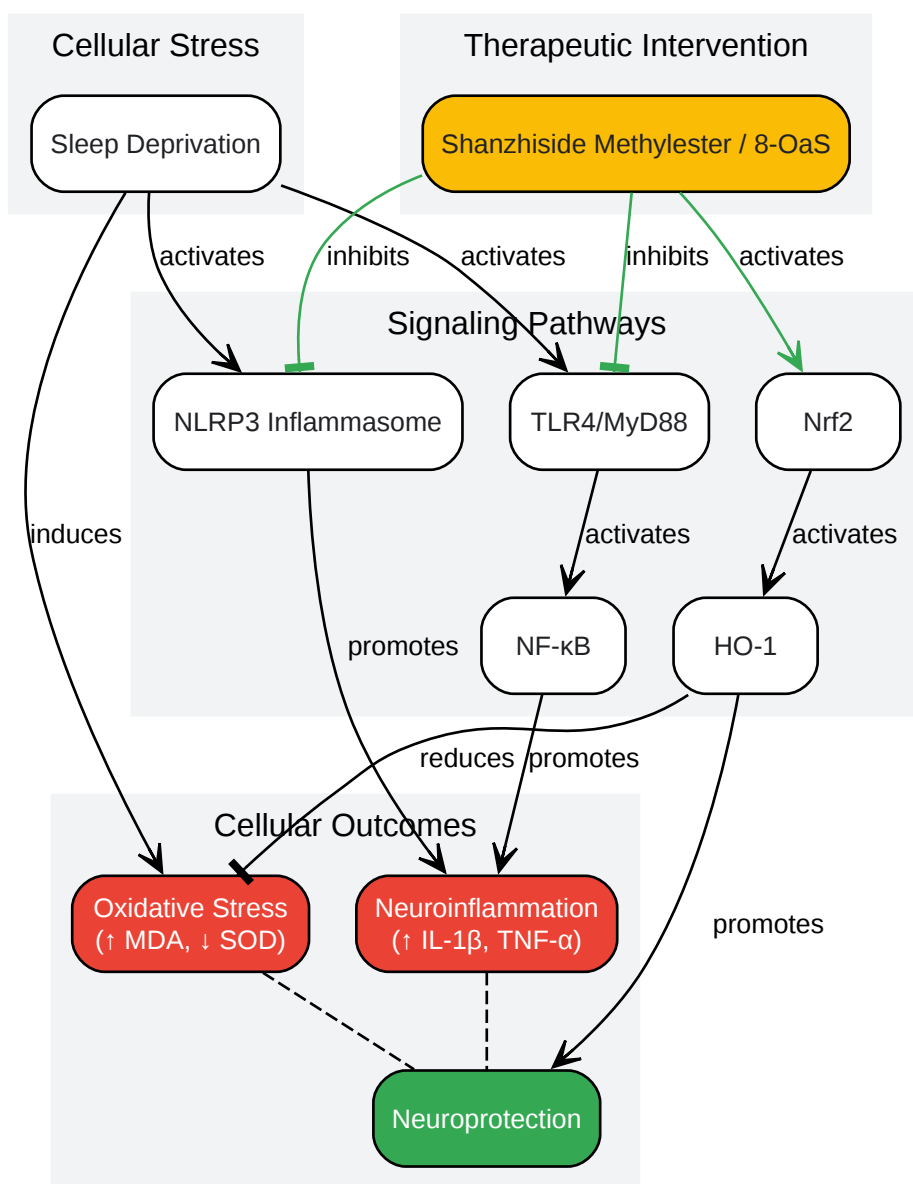 Cellular Stress
Therapeutic Intervention
Sleep Deprivation
Shanzhiside Methylester / 8-OaS
activates
inhibits
activates
inhibits
activates
Signaling Pathways
NLRP3 Inflammasome
TLR4/MyD88
Nrf2
induces
activates
activates
promotes
NF-κB
HO-1
reduces
promotes
Cellular Outcomes
Oxidative Stress
(↑ MDA, ↓ SOD)
Neuroinflammation
(↑ IL-1β, TNF-α)
promotes
Neuroprotection